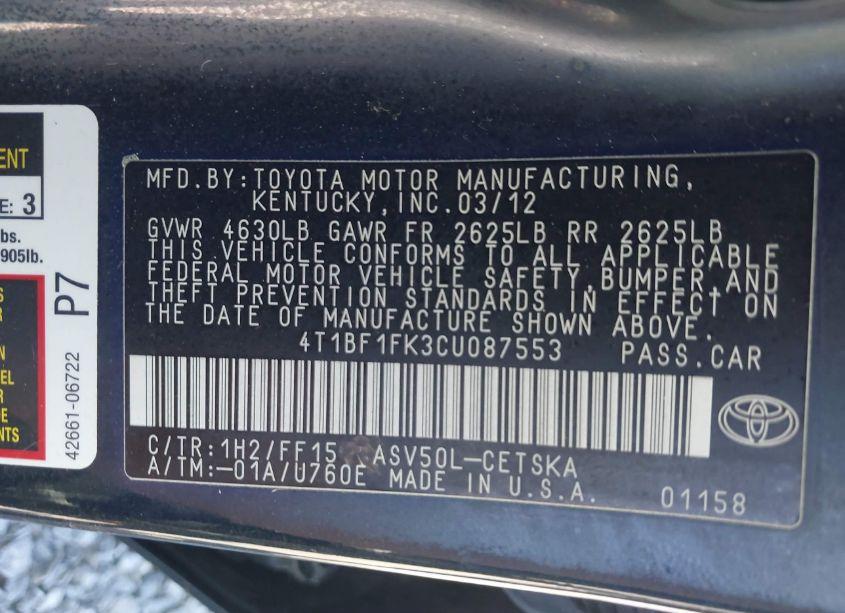 ENT
E: 3
bs.
905lb.
S
R
CU
EL
R
E
NTS
P7
42661-06722
MFD.BY:TOYOTA MOTOR MANUFACTURING,
KENTUCKY,INC.03/12
GVWR 4630LB GAWR FR 2625LB RR 2625LB
THIS VEHICLE CONFORMS TO ALL APPLICABLE
FEDERAL MOTOR VEHICLE SAFETY,BUMPER,AND
THEFT PREVENTION STANDARDS IN EFFECT ON
THE DATE OF MANUFACTURE SHOWN ABOVE.
4T1BF1FK3CU087553 PASS.CAR
C/TR:1H2/FF15 ASV50L-CETSKA
A/TM:-01A/U760E MADE IN U.S.A. 01158